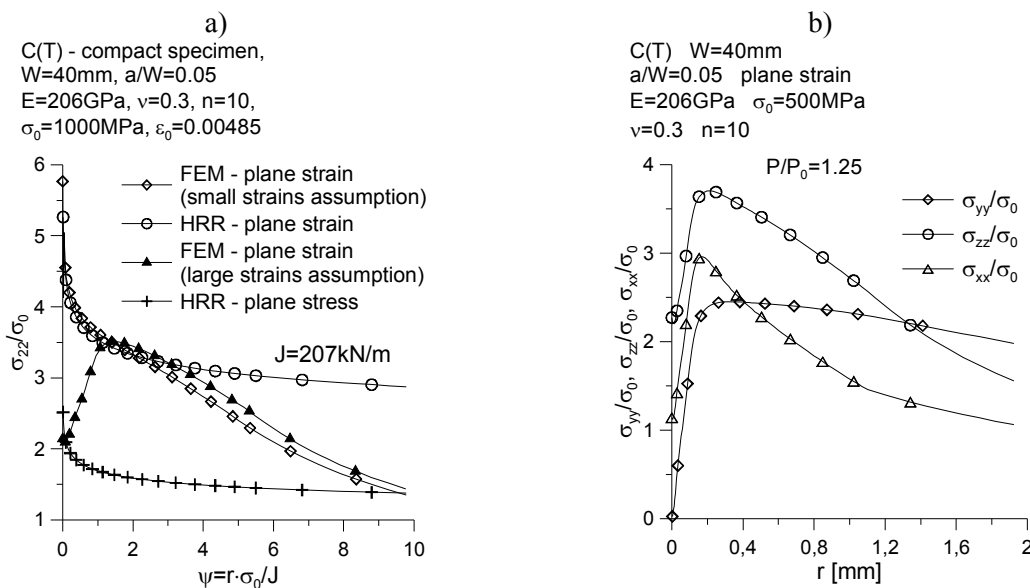 a)
C(T) - compact specimen,
W=40mm, a/W=0.05
E=206GPa, ν=0.3, n=10,
σ0=1000MPa, ε0=0.00485
6
5
4
3
2
1
σ22/σ0
FEM - plane strain
(small strains assumption)
HRR - plane strain
FEM - plane strain
(large strains assumption)
HRR - plane stress
J=207kN/m
0 2 4 6 8 10
ψ=r·σ0/J
b)
C(T) W=40mm
a/W=0.05 plane strain
E=206GPa σ0=500MPa
ν=0.3 n=10
4
3
2
1
0
σyy/σ0, σzz/σ0, σxx/σ0
P/P0=1.25
σyy/σ0
σzz/σ0
σxx/σ0
0 0,4 0,8 1,2 1,6 2
r [mm]